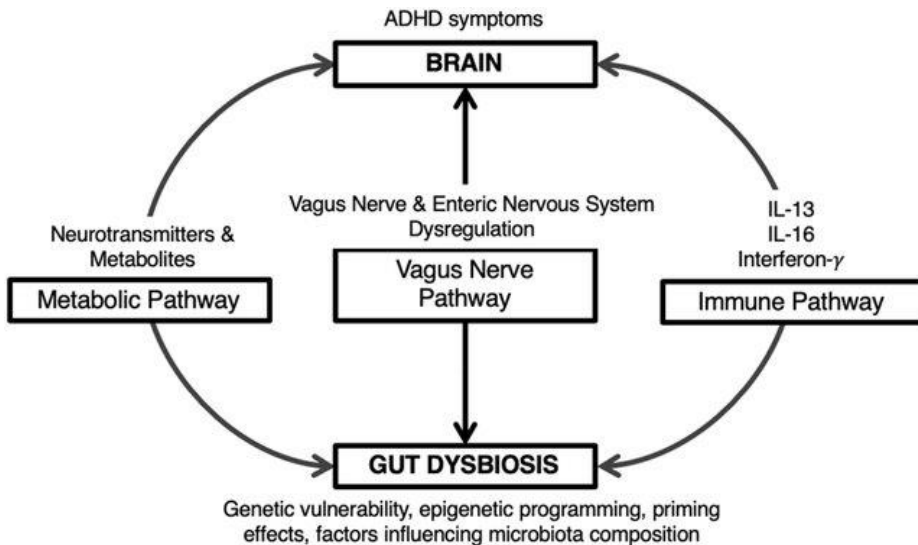 ADHD symptoms
BRAIN
Vagus Nerve & Enteric Nervous System
Dysregulation
Vagus Nerve
Pathway
Neurotransmitters &
Metabolites
Metabolic Pathway
IL-13
IL-16
Interferon-γ
Immune Pathway
GUT DYSBIOSIS
Genetic vulnerability, epigenetic programming, priming
effects, factors influencing microbiota composition